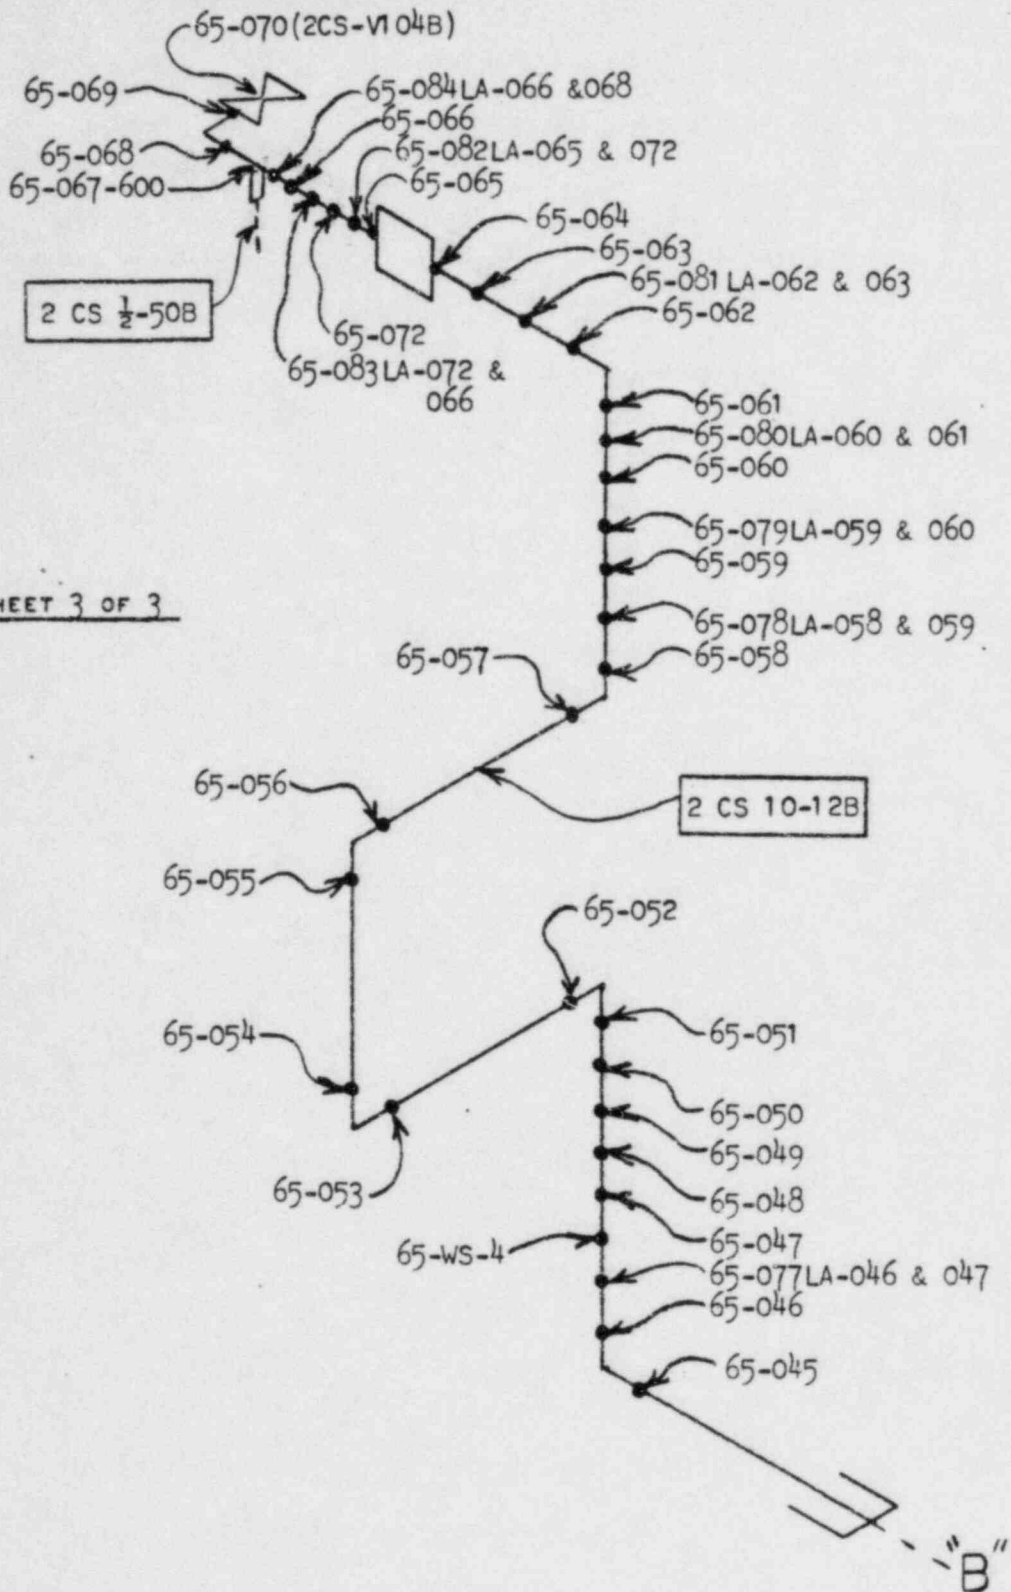 65-070(2CS-V104B)
65-069
65-084LA-066 &068
65-066
65-068
65-082LA-065 & 072
65-067-600
65-065
65-064
65-063
65-081 LA-062 & 063
2 CS ½-50B
65-062
65-072
65-083LA-072 &
066
65-061
65-080LA-060 & 061
65-060
65-079LA-059 & 060
65-059
HEET 3 OF 3
65-078LA-058 & 059
65-057
65-058
65-056
2 CS 10-12B
65-055
65-052
65-054
65-051
65-050
65-049
65-053
65-048
65-047
65-WS-4
65-077LA-046 & 047
65-046
65-045
"B"